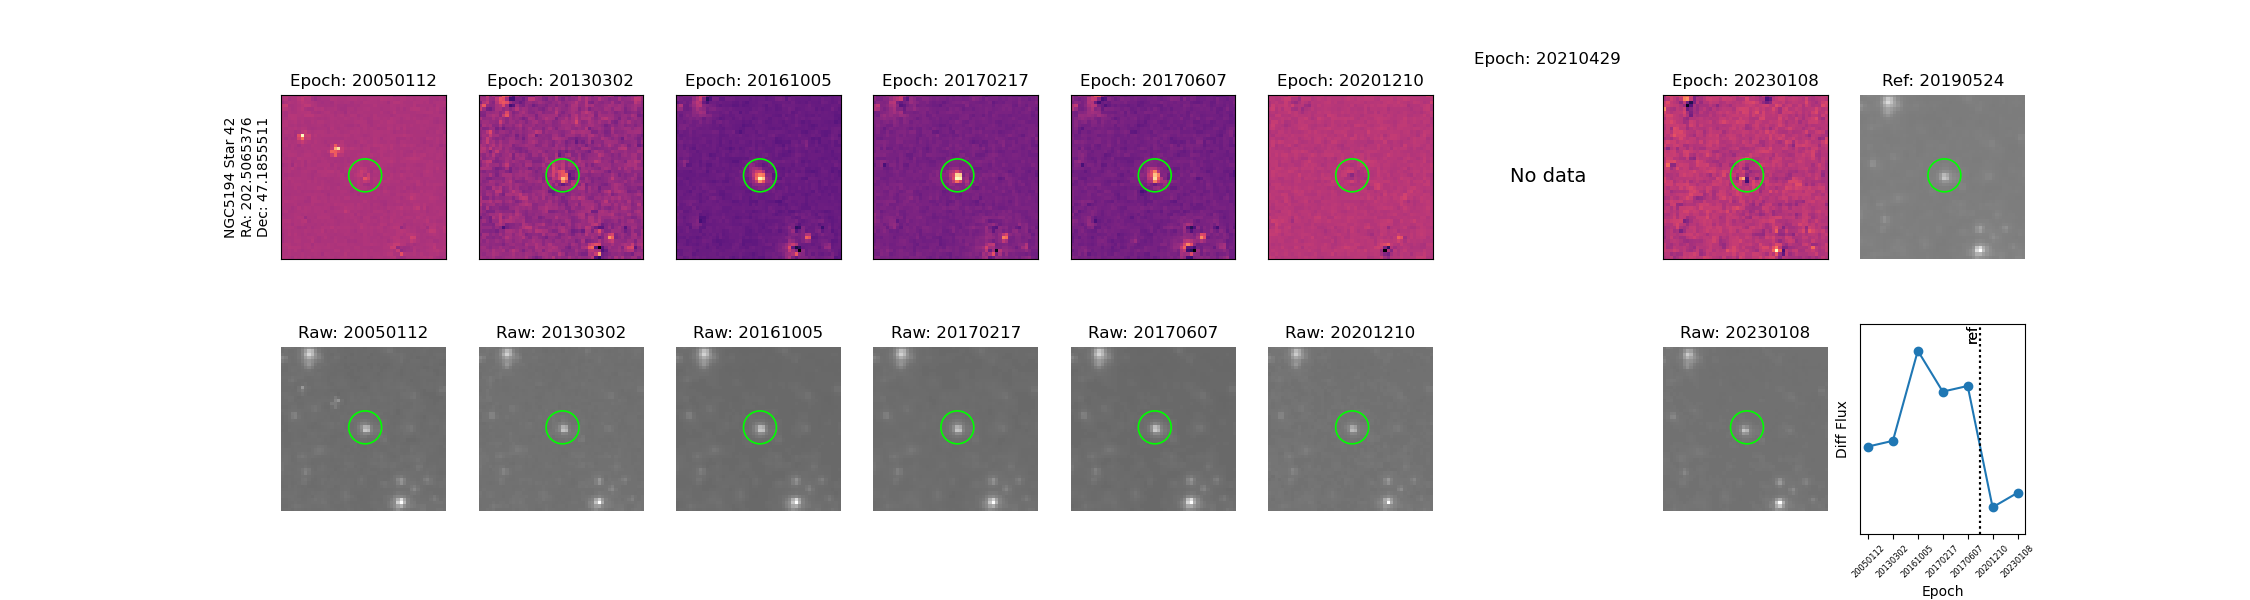 Epoch: 20210429
Epoch: 20050112
Epoch: 20130302
Epoch: 20161005
Epoch: 20170217
Epoch: 20170607
Epoch: 20201210
Epoch: 20230108
Ref: 20190524
NGC5194 Star 42
RA: 202.5065376
Dec: 47.1855511
No data
Raw: 20050112
Raw: 20130302
Raw: 20161005
Raw: 20170217
Raw: 20170607
Raw: 20201210
Raw: 20230108
ref
Diff Flux
20050112
20130302
20161005
20170217
20170607
20201210
20230108
Epoch